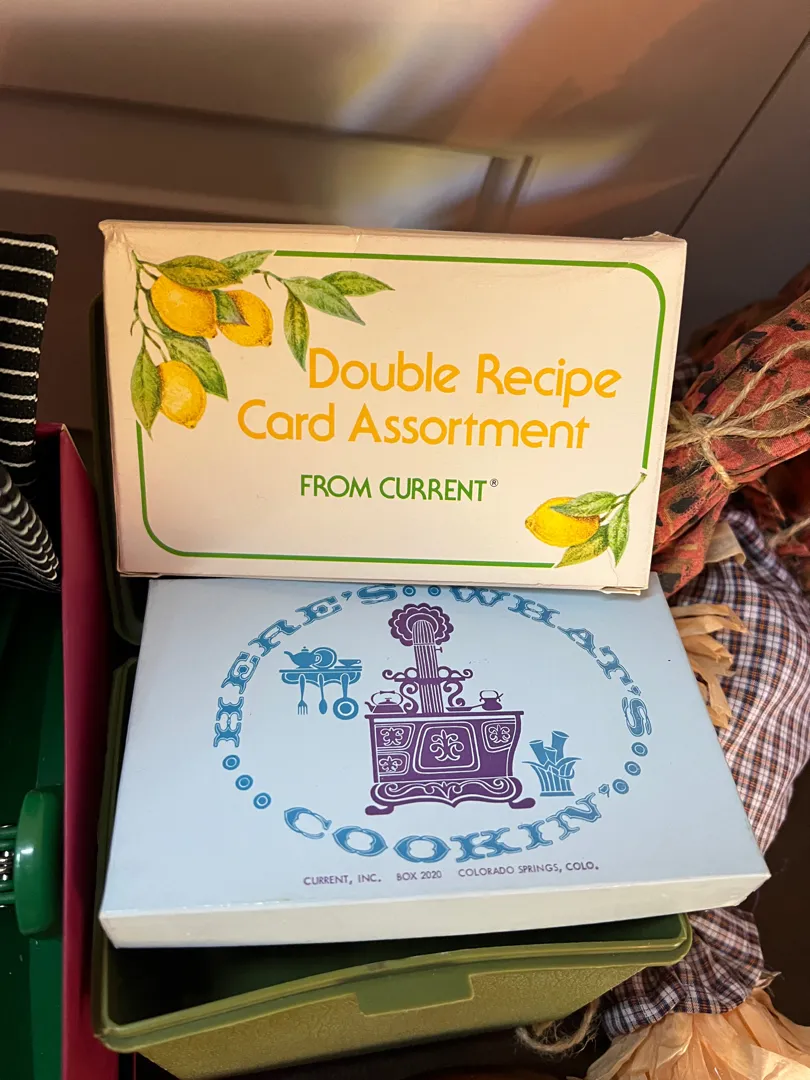 Double Recipe
Card Assortment
FROM CURRENT®
HERE'S WHAT'S
COOKIN'
CURRENT, INC. BOX 2020 COLORADO SPRINGS, COLO.